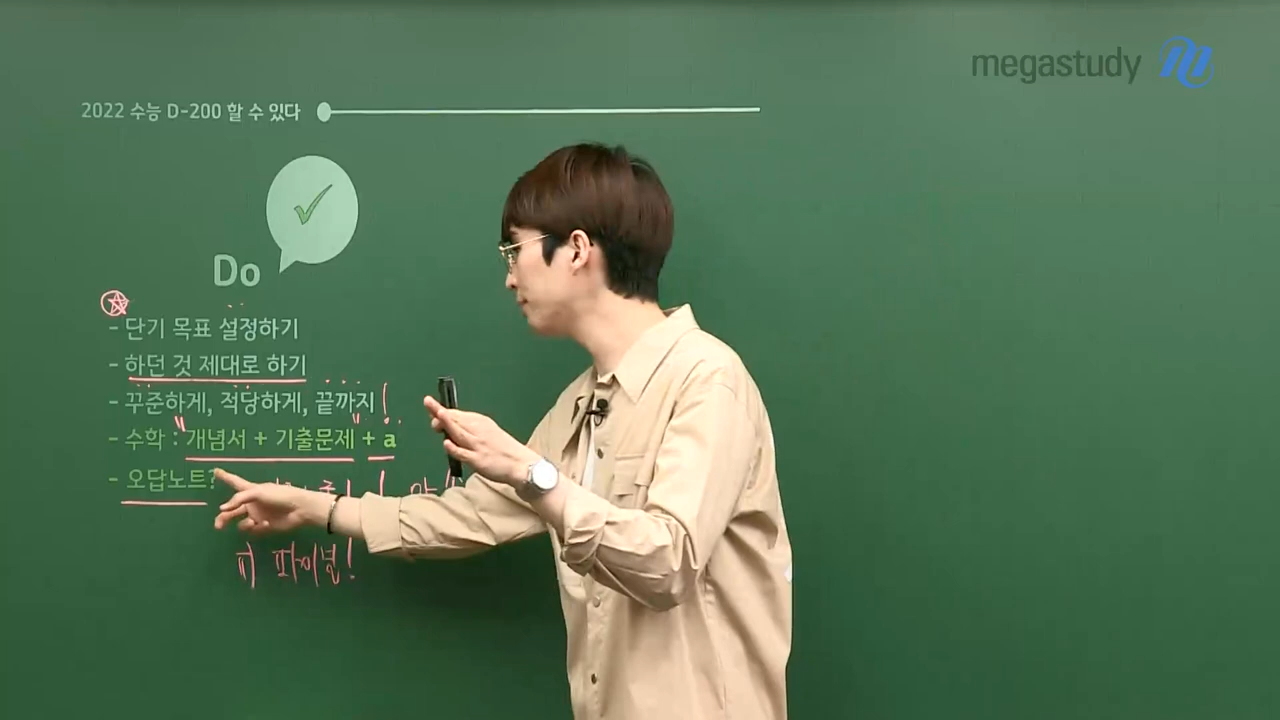 megastudy
2022 수능 D-200 할 수 있다
Do
- 단기 목표 설정하기
- 하던 것 제대로 하기
- 꾸준하게, 적당하게, 끝까지!
- 수학 : "개념서 + 기출문제" + a
- 오답노트?
파이널!